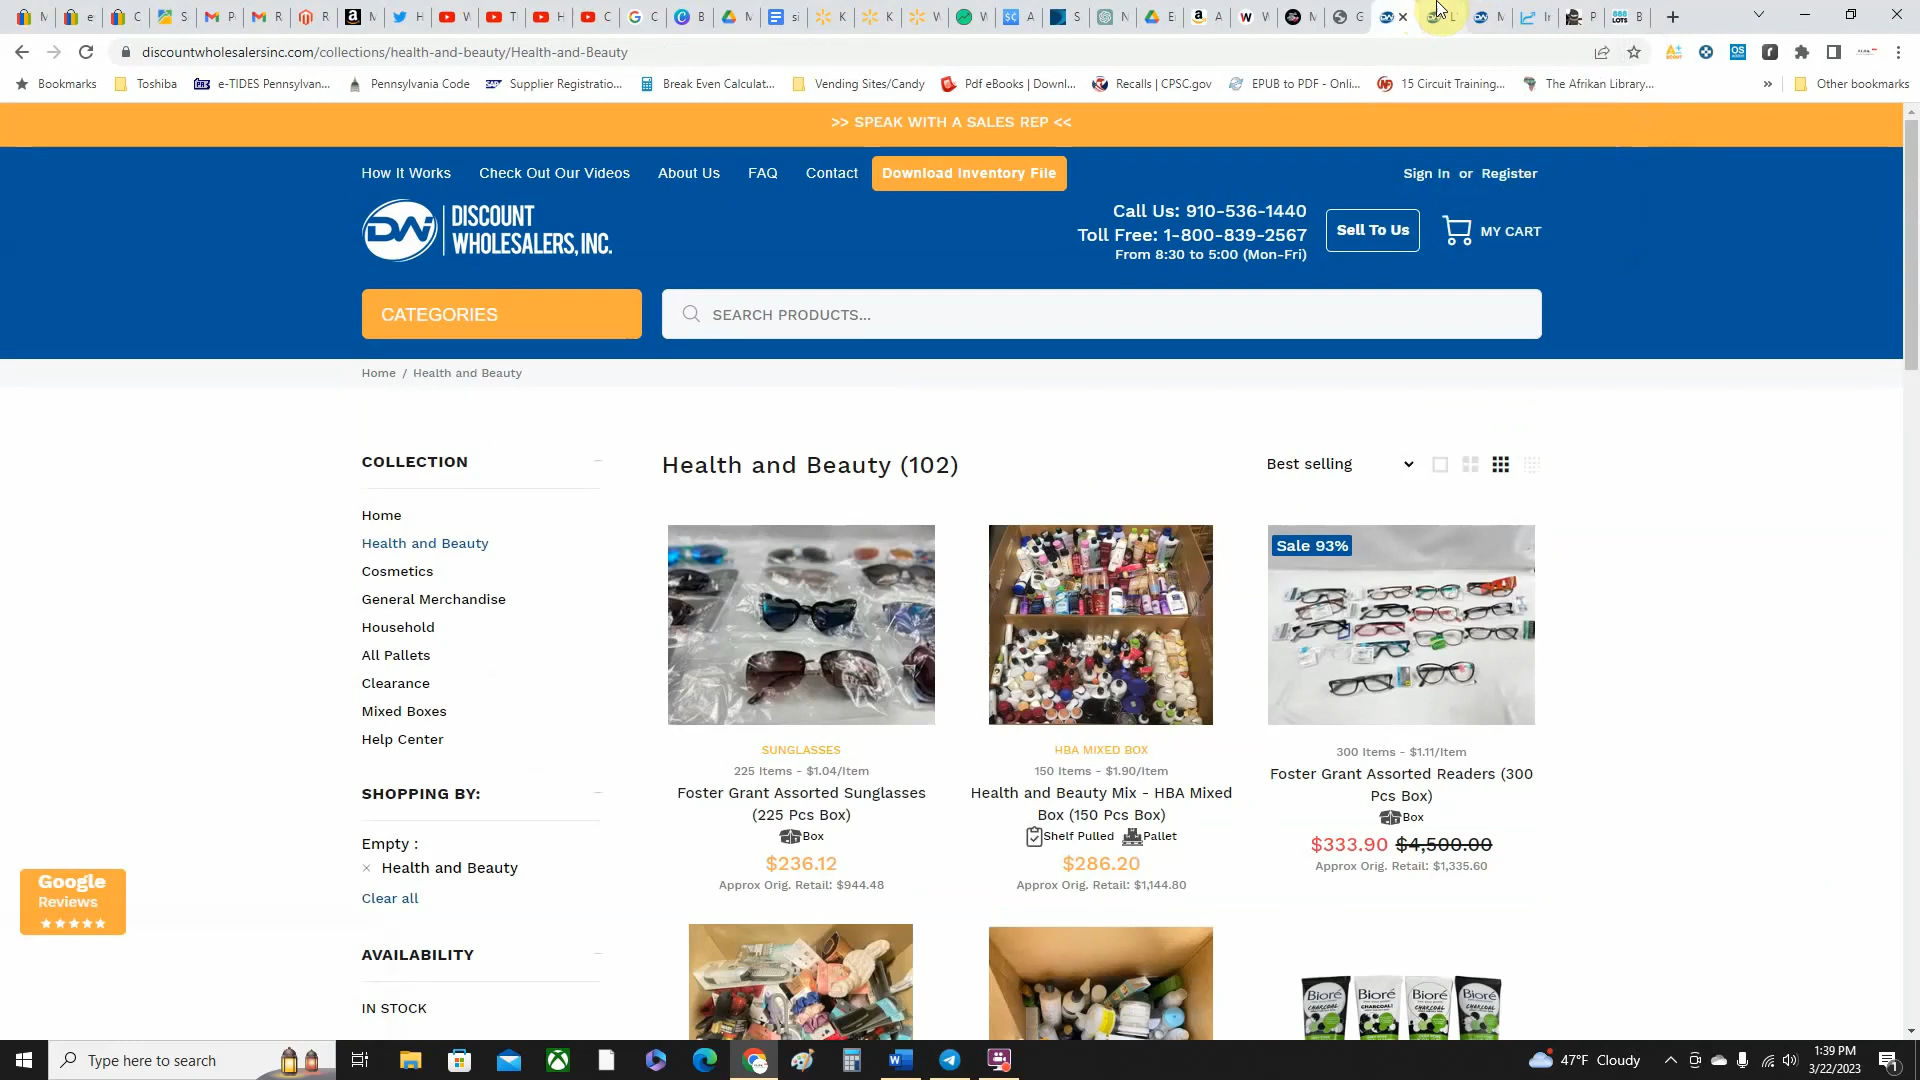 discountwholesalersinc.com/collections/health-and-beauty/Health-and-Beauty
Bookmarks
Toshiba
e-TIDES Pennsylvan...
Pennsylvania Code
Supplier Registratio...
Break Even Calculat...
Vending Sites/Candy
Pdf eBooks | Downl...
Recalls | CPSC.gov
EPUB to PDF - Onli...
15 Circuit Training...
The Afrikan Library...
»
Other bookmarks
>> SPEAK WITH A SALES REP <<
How It Works
Check Out Our Videos
About Us
FAQ
Contact
Download Inventory File
Sign In or Register
DISCOUNT
WHOLESALERS, INC.
Call Us: 910-536-1440
Toll Free: 1-800-839-2567
From 8:30 to 5:00 (Mon-Fri)
Sell To Us
MY CART
CATEGORIES
SEARCH PRODUCTS...
Home / Health and Beauty
COLLECTION
Home
Health and Beauty
Cosmetics
General Merchandise
Household
All Pallets
Clearance
Mixed Boxes
Help Center
SHOPPING BY:
Empty :
× Health and Beauty
Clear all
AVAILABILITY
IN STOCK
Google
Reviews
Health and Beauty (102)
Best selling
SUNGLASSES
225 Items - $1.04/Item
Foster Grant Assorted Sunglasses
(225 Pcs Box)
Box
$236.12
Approx Orig. Retail: $944.48
HBA MIXED BOX
150 Items - $1.90/Item
Health and Beauty Mix - HBA Mixed
Box (150 Pcs Box)
Shelf Pulled Pallet
$286.20
Approx Orig. Retail: $1,144.80
Sale 93%
300 Items - $1.11/Item
Foster Grant Assorted Readers (300
Pcs Box)
Box
$333.90 $4,500.00
Approx Orig. Retail: $1,335.60
Bioré Bioré Bioré Bioré
CHARCOAL
Type here to search
47°F Cloudy
1:39 PM
3/22/2023